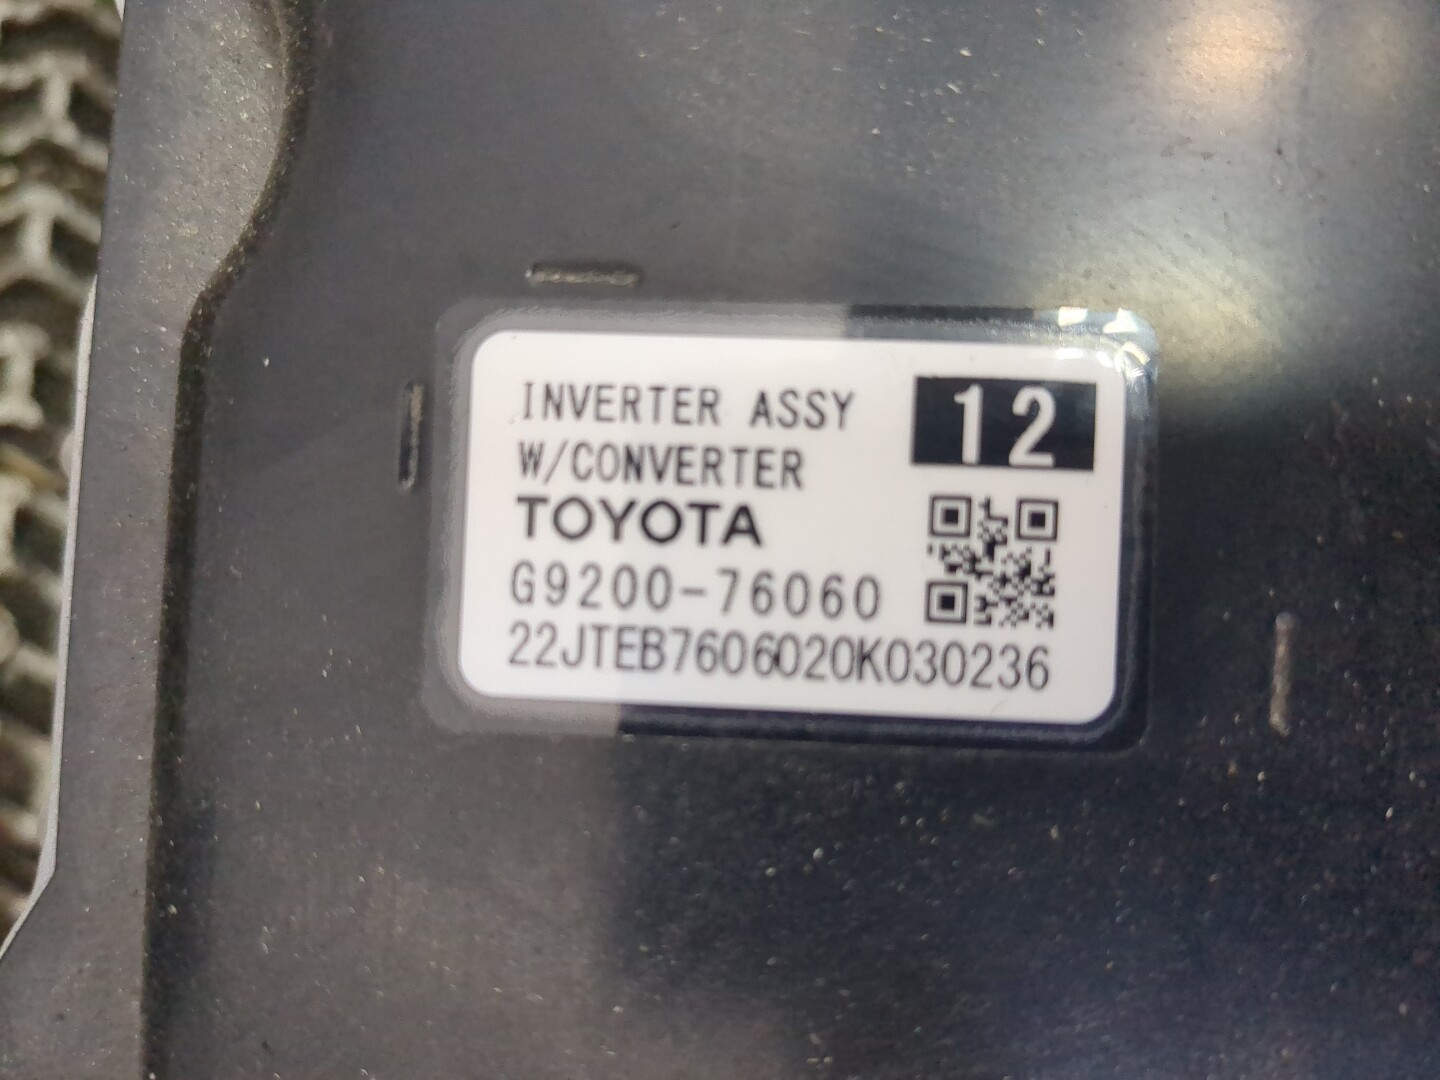 INVERTER ASSY
12
W/CONVERTER
TOYOTA
G9200-76060
22JTEB7606020K030236